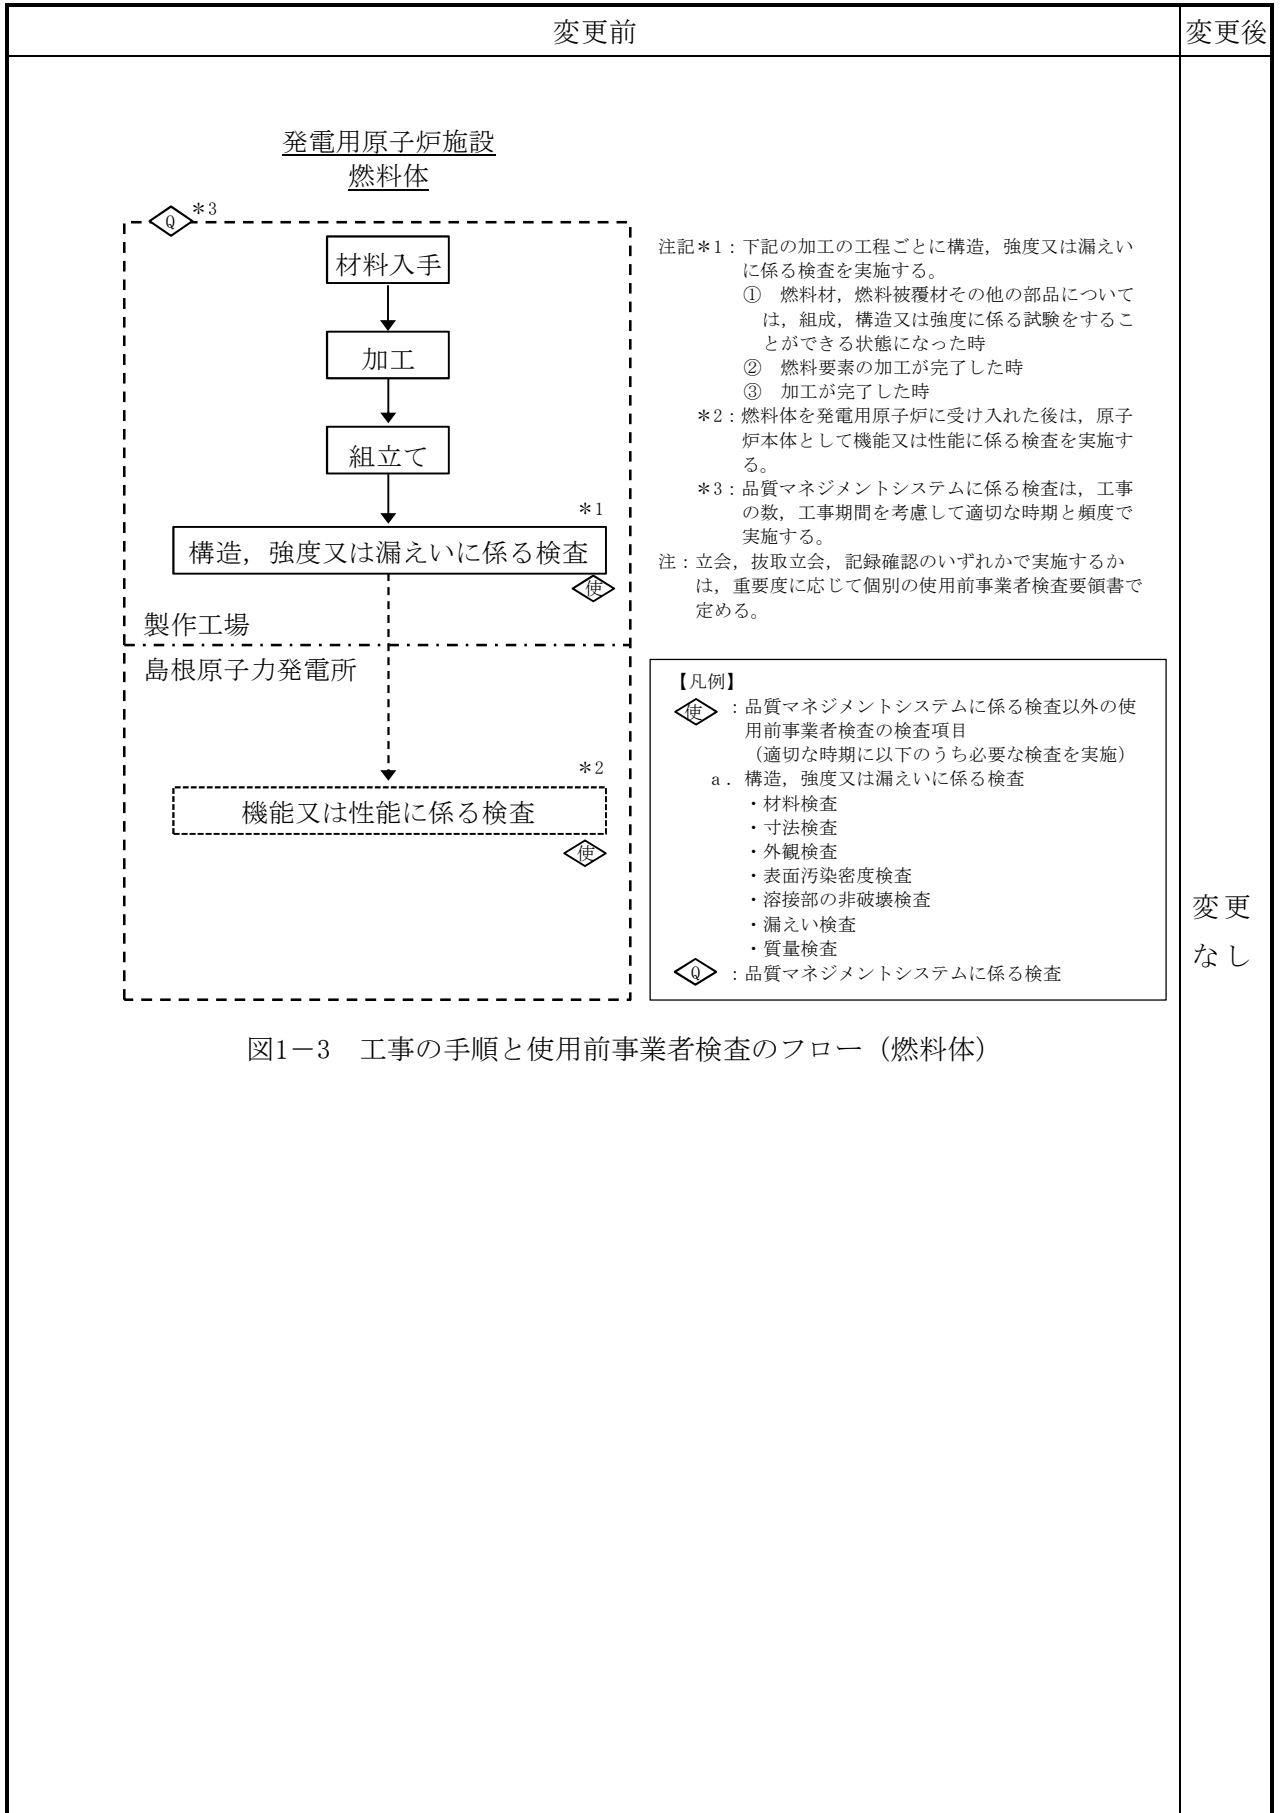 変更前
変更後
発電用原子炉施設
燃料体
Q
＊3
材料入手
加工
組立て
＊1
構造，強度又は漏えいに係る検査
使
製作工場
島根原子力発電所
＊2
機能又は性能に係る検査
使
注記＊1：下記の加工の工程ごとに構造，強度又は漏えい
に係る検査を実施する。
①　燃料材，燃料被覆材その他の部品について
は，組成，構造又は強度に係る試験をするこ
とができる状態になった時
②　燃料要素の加工が完了した時
③　加工が完了した時
＊2：燃料体を発電用原子炉に受け入れた後は，原子
炉本体として機能又は性能に係る検査を実施す
る。
＊3：品質マネジメントシステムに係る検査は，工事
の数，工事期間を考慮して適切な時期と頻度で
実施する。
注：立会，抜取立会，記録確認のいずれかで実施するか
は，重要度に応じて個別の使用前事業者検査要領書で
定める。
【凡例】
使：品質マネジメントシステムに係る検査以外の使
用前事業者検査の検査項目
（適切な時期に以下のうち必要な検査を実施）
a．構造，強度又は漏えいに係る検査
・材料検査
・寸法検査
・外観検査
・表面汚染密度検査
・溶接部の非破壊検査
・漏えい検査
・質量検査
Q：品質マネジメントシステムに係る検査
図1－3　工事の手順と使用前事業者検査のフロー（燃料体）
変更
なし